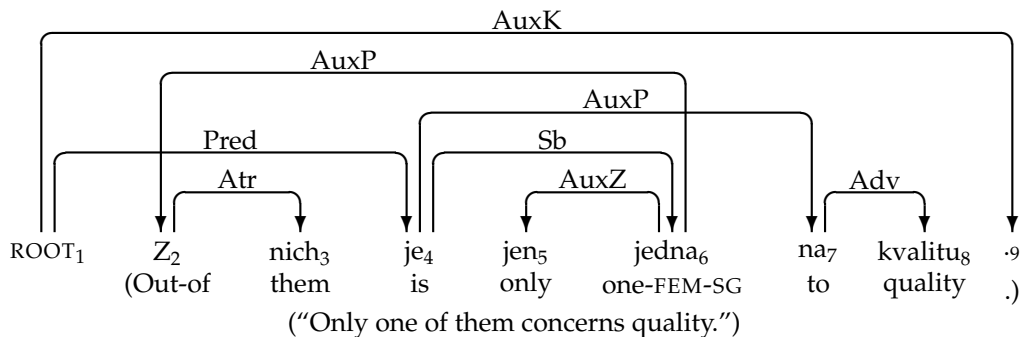 AuxK
AuxP
AuxP
Pred Sb
Atr AuxZ Adv
ROOT₁ Z₂ nich₃ je₄ jen₅ jedna₆ na₇ kvalitu₈ .₉
(Out-of them is only one-FEM-SG to quality .)
(“Only one of them concerns quality.”)